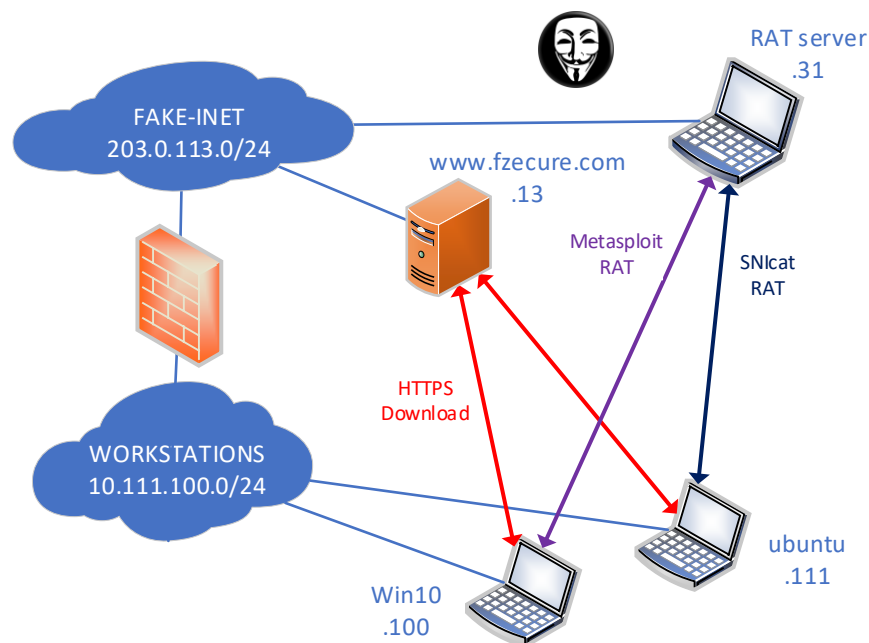 RAT server
.31
FAKE-INET
203.0.113.0/24
www.fzecure.com
.13
Metasploit
RAT
SNIcat
RAT
HTTPS
Download
WORKSTATIONS
10.111.100.0/24
ubuntu
.111
Win10
.100